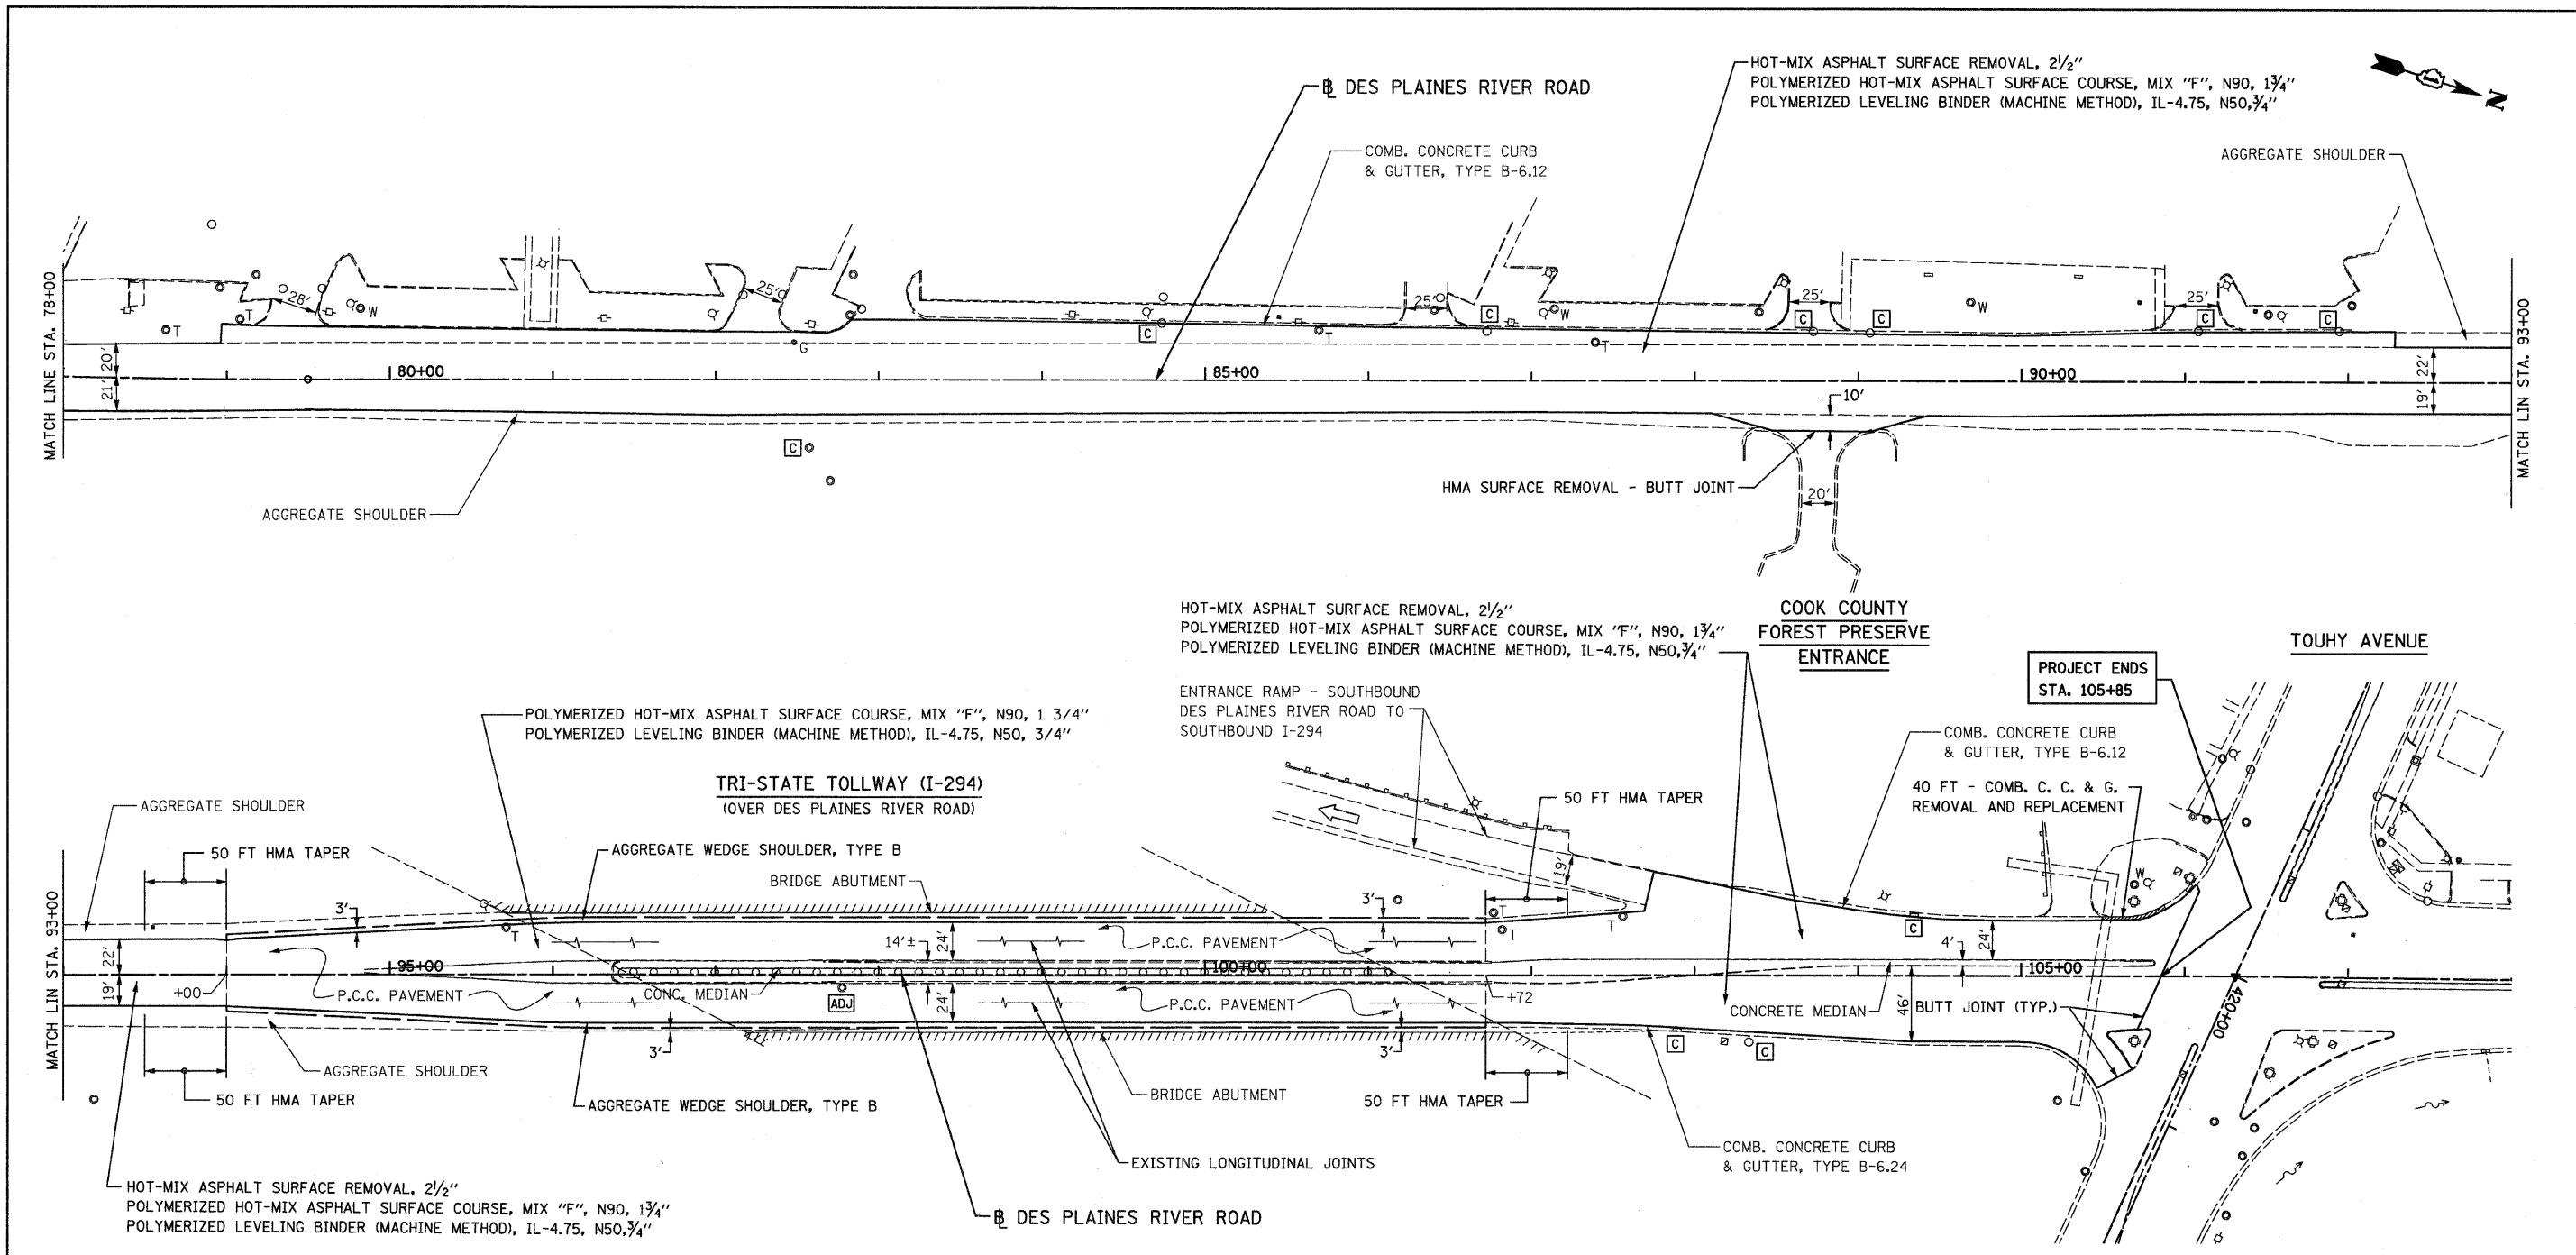 HOT-MIX ASPHALT SURFACE REMOVAL, 2½"
POLYMERIZED HOT-MIX ASPHALT SURFACE COURSE, MIX "F", N90, 1¾"
POLYMERIZED LEVELING BINDER (MACHINE METHOD), IL-4.75, N50,¾"
N
℄ DES PLAINES RIVER ROAD
COMB. CONCRETE CURB
& GUTTER, TYPE B-6.12
AGGREGATE SHOULDER
MATCH LINE STA. 78+00
28'
25'
25'
25'
25'
W
W
W
T
T
T
T
G
C
C
C
C
C
C
C
20'
21'
80+00
85+00
90+00
22'
19'
10'
MATCH LIN STA. 93+00
HMA SURFACE REMOVAL - BUTT JOINT
20'
AGGREGATE SHOULDER
COOK COUNTY
FOREST PRESERVE
ENTRANCE
HOT-MIX ASPHALT SURFACE REMOVAL, 2½"
POLYMERIZED HOT-MIX ASPHALT SURFACE COURSE, MIX "F", N90, 1¾"
POLYMERIZED LEVELING BINDER (MACHINE METHOD), IL-4.75, N50,¾"
TOUHY AVENUE
PROJECT ENDS
STA. 105+85
ENTRANCE RAMP - SOUTHBOUND
DES PLAINES RIVER ROAD TO
SOUTHBOUND I-294
POLYMERIZED HOT-MIX ASPHALT SURFACE COURSE, MIX "F", N90, 1 3/4"
POLYMERIZED LEVELING BINDER (MACHINE METHOD), IL-4.75, N50, 3/4"
COMB. CONCRETE CURB
& GUTTER, TYPE B-6.12
40 FT - COMB. C. C. & G.
REMOVAL AND REPLACEMENT
TRI-STATE TOLLWAY (I-294)
(OVER DES PLAINES RIVER ROAD)
AGGREGATE SHOULDER
50 FT HMA TAPER
50 FT HMA TAPER
AGGREGATE WEDGE SHOULDER, TYPE B
BRIDGE ABUTMENT
19'
3'
3'
W
T
T
T
T
C
MATCH LIN STA. 93+00
22'
19'
14'±
24'
24'
4'
P.C.C. PAVEMENT
95+00
100+00
105+00
+00
P.C.C. PAVEMENT
CONC. MEDIAN
ADJ
24'
P.C.C. PAVEMENT
+72
CONCRETE MEDIAN
46'
BUTT JOINT (TYP.)
420+00
3'
3'
C
C
AGGREGATE SHOULDER
50 FT HMA TAPER
AGGREGATE WEDGE SHOULDER, TYPE B
BRIDGE ABUTMENT
50 FT HMA TAPER
EXISTING LONGITUDINAL JOINTS
COMB. CONCRETE CURB
& GUTTER, TYPE B-6.24
HOT-MIX ASPHALT SURFACE REMOVAL, 2½"
POLYMERIZED HOT-MIX ASPHALT SURFACE COURSE, MIX "F", N90, 1¾"
POLYMERIZED LEVELING BINDER (MACHINE METHOD), IL-4.75, N50,¾"
℄ DES PLAINES RIVER ROAD